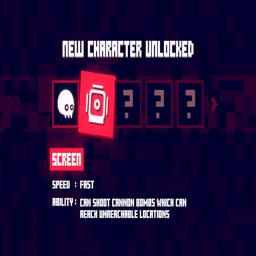 NEW CHARACTER UNLOCKED
? ? ?
SCREEN
SPEED : FAST
ABILITY : CAN SHOOT CANNON BOMBS WHICH CAN
REACH UNREACHABLE LOCATIONS